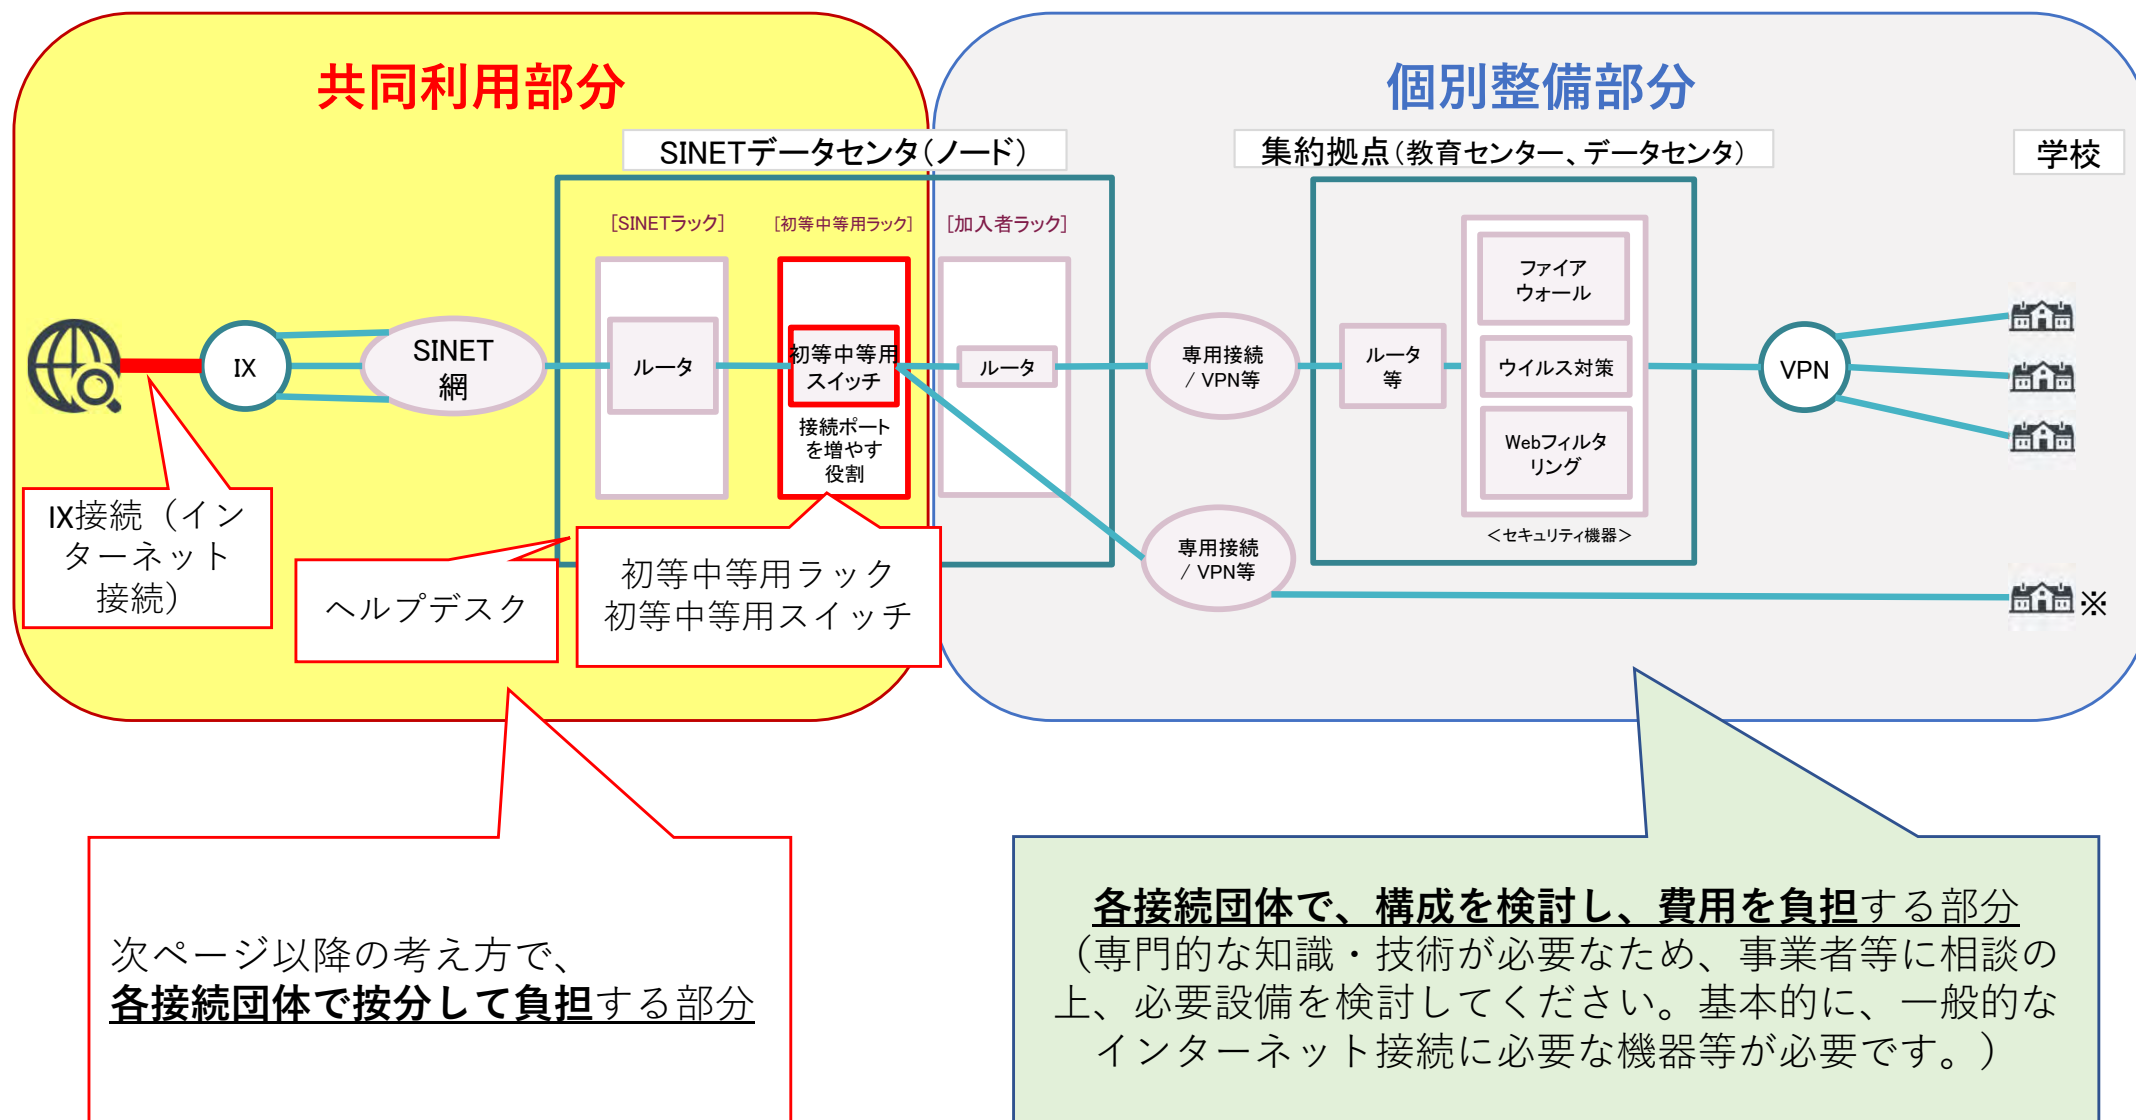 共同利用部分
個別整備部分
SINETデータセンタ（ノード）
集約拠点（教育センター、データセンタ）
学校
[SINETラック]
[初等中等用ラック]
[加入者ラック]
IX
SINET
網
ルータ
初等中等用
スイッチ
接続ポート
を増やす
役割
ルータ
専用接続
/ VPN等
ルータ
等
ファイア
ウォール
ウイルス対策
Webフィルタ
リング
＜セキュリティ機器＞
VPN
専用接続
/ VPN等
※
IX接続（イン
ターネット
接続）
ヘルプデスク
初等中等用ラック
初等中等用スイッチ
次ページ以降の考え方で、
各接続団体で按分して負担する部分
各接続団体で、構成を検討し、費用を負担する部分
（専門的な知識・技術が必要なため、事業者等に相談の
上、必要設備を検討してください。基本的に、一般的な
インターネット接続に必要な機器等が必要です。）